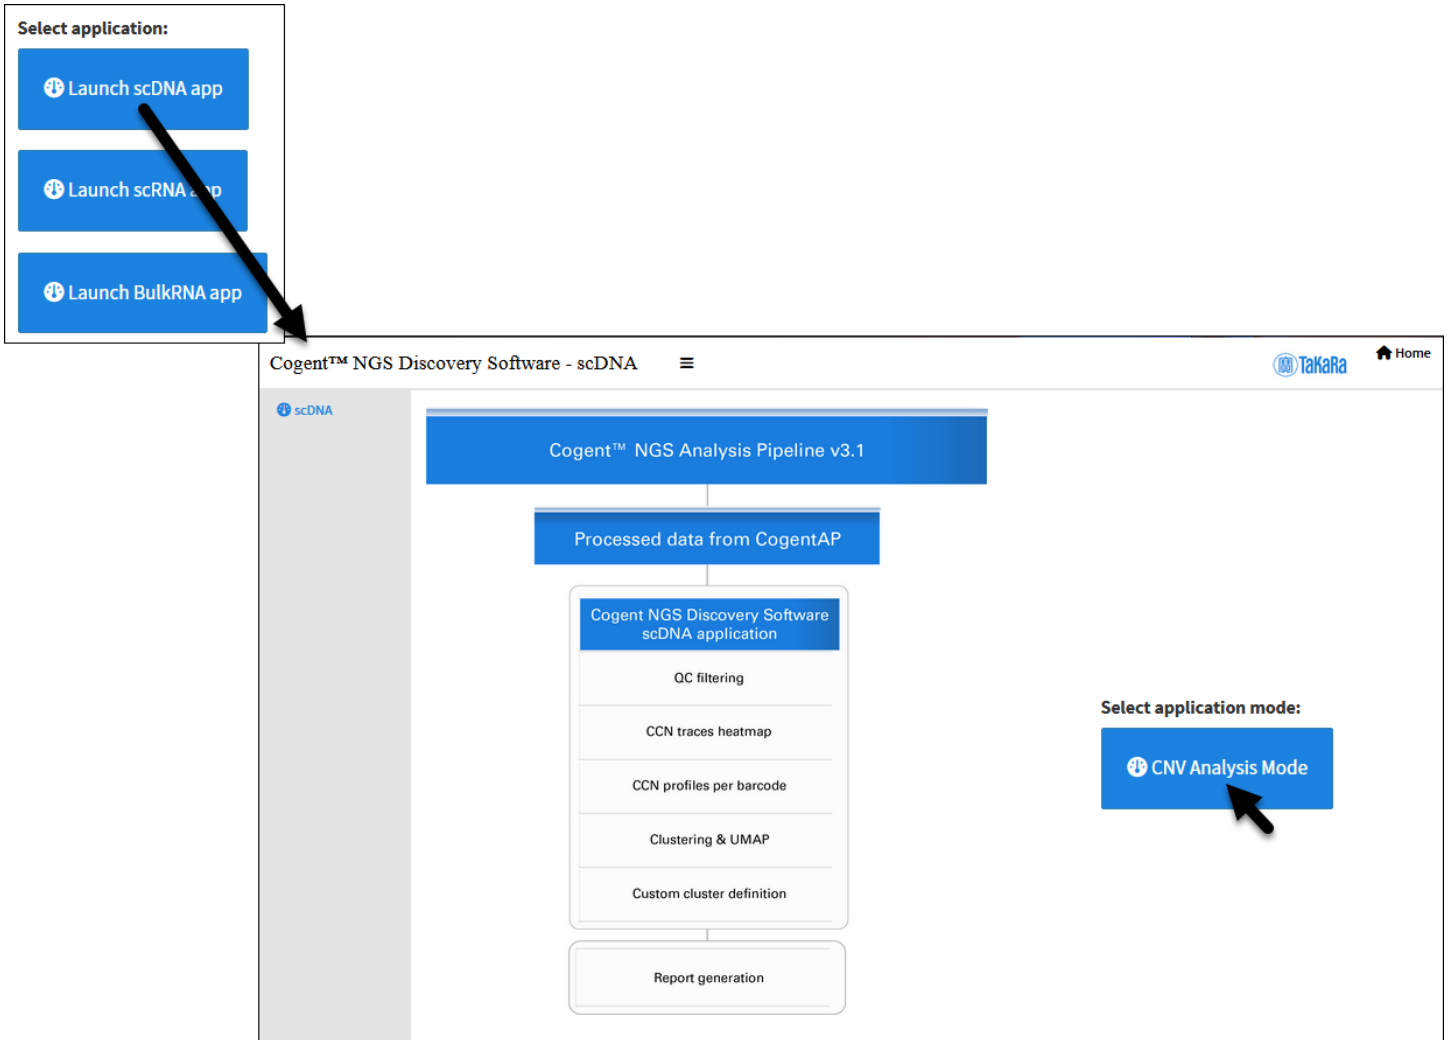 Select application:
Launch scDNA app
Launch scRNA app
Launch BulkRNA app
Cogent™ NGS Discovery Software - scDNA
TaKaRa
Home
scDNA
Cogent™ NGS Analysis Pipeline v3.1
Processed data from CogentAP
Cogent NGS Discovery Software
scDNA application
QC filtering
CCN traces heatmap
CCN profiles per barcode
Clustering & UMAP
Custom cluster definition
Report generation
Select application mode:
CNV Analysis Mode